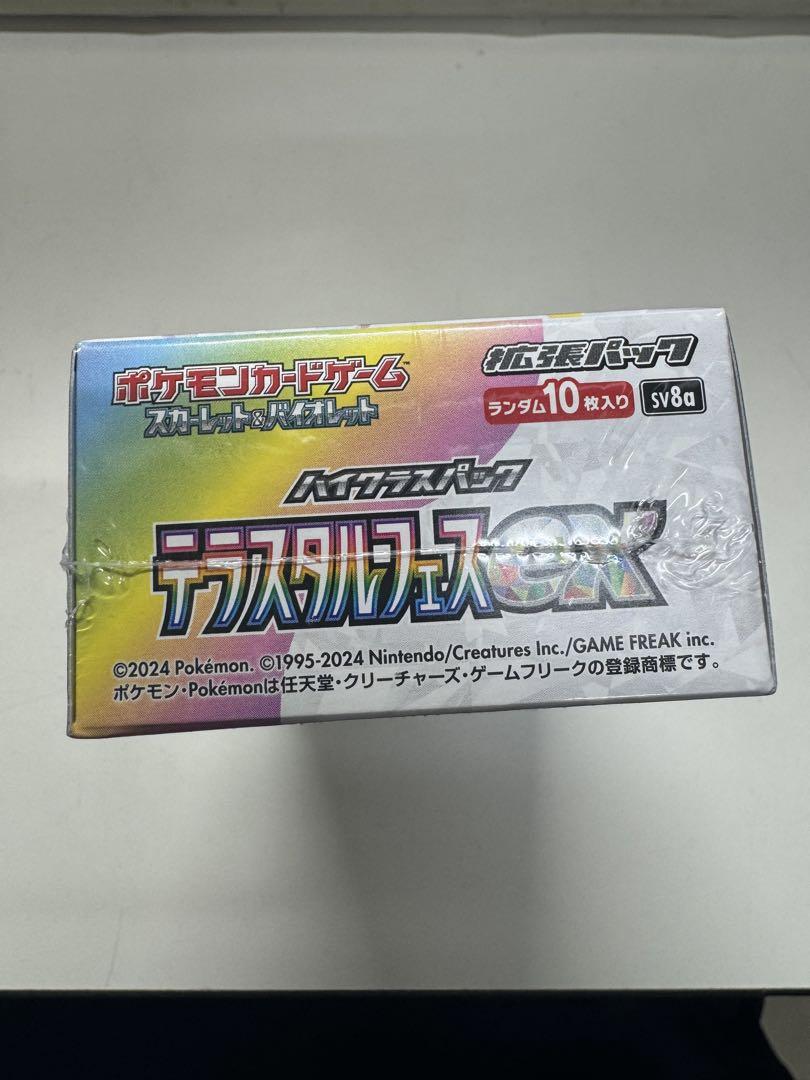 ポケモンカードゲーム™
スカーレット&バイオレット
拡張パック
ランダム10枚入り
SV8a
ハイクラスパック
テラスタルフェスex
©2024 Pokémon. ©1995-2024 Nintendo/Creatures Inc./GAME FREAK inc.
ポケモン・Pokémonは任天堂・クリーチャーズ・ゲームフリークの登録商標です。